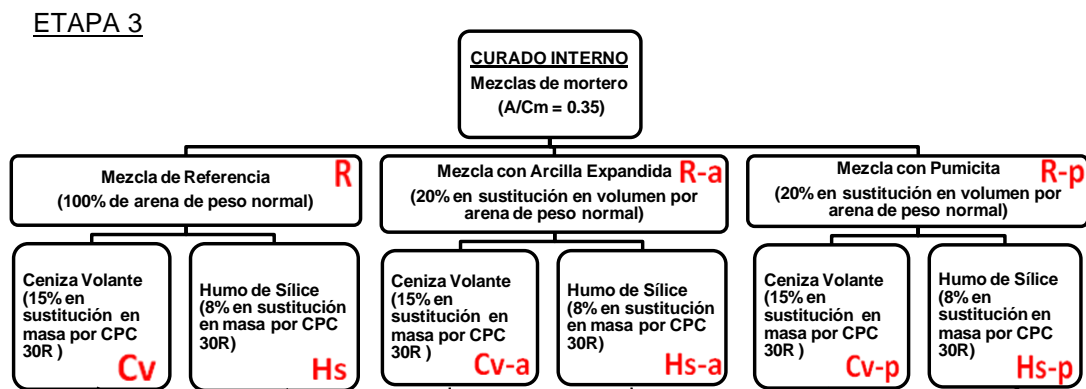 ETAPA 3
CURADO INTERNO
Mezclas de mortero
(A/Cm = 0.35)
Mezcla de Referencia
(100% de arena de peso normal)
R
Mezcla con Arcilla Expandida
(20% en sustitución en volumen por
arena de peso normal)
R-a
Mezcla con Pumicita
(20% en sustitución en volumen por
arena de peso normal)
R-p
Ceniza Volante
(15% en
sustitución en
masa por CPC
30R )
Cv
Humo de Sílice
(8% en sustitución
en masa por CPC
30R)
Hs
Ceniza Volante
(15% en
sustitución en
masa por CPC
30R )
Cv-a
Humo de Sílice
(8% en sustitución
en masa por CPC
30R)
Hs-a
Ceniza Volante
(15% en
sustitución en
masa por CPC
30R )
Cv-p
Humo de Sílice
(8% en
sustitución en
masa por CPC
30R)
Hs-p